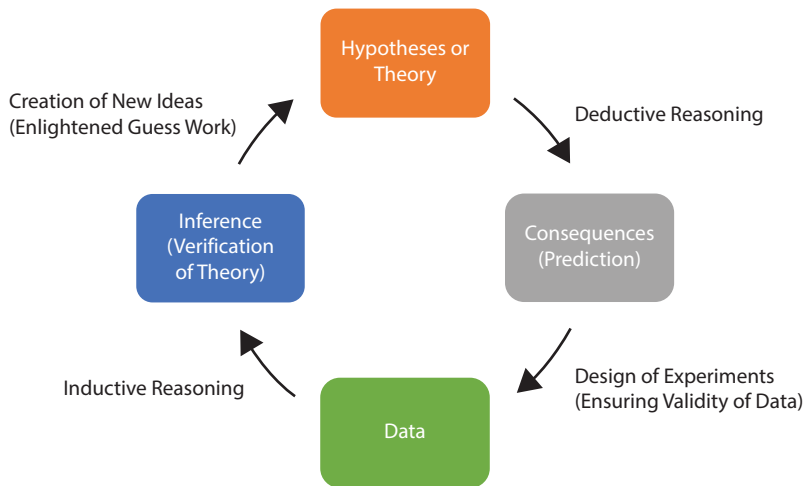 Hypotheses or
Theory
Creation of New Ideas
(Enlightened Guess Work)
Deductive Reasoning
Inference
(Verification
of Theory)
Consequences
(Prediction)
Inductive Reasoning
Design of Experiments
(Ensuring Validity of Data)
Data